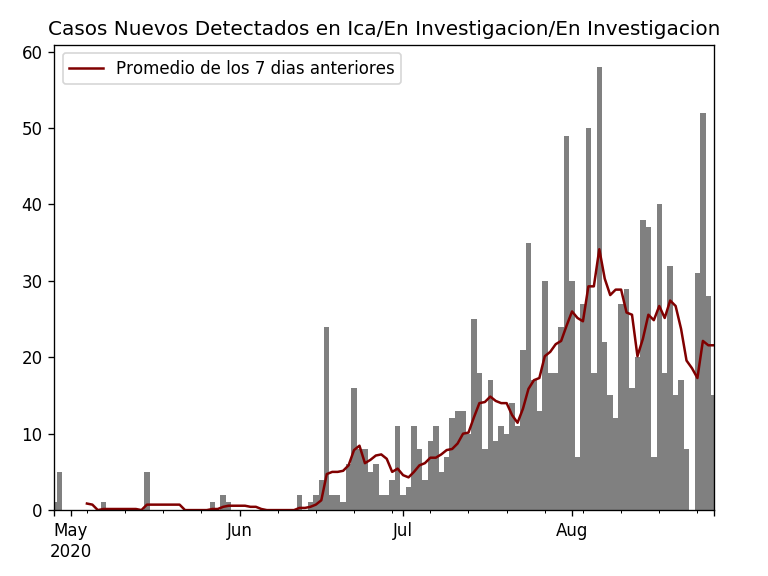 Casos Nuevos Detectados en Ica/En Investigacion/En Investigacion
Promedio de los 7 dias anteriores
60
50
40
30
20
10
0
May Jun Jul Aug
2020